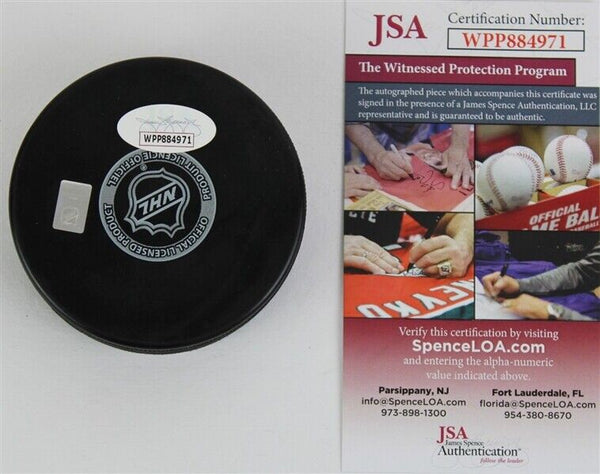 WPP884971
PRODUIT LICENCIÉ OFFICIEL
NHL
OFFICIAL LICENSED PRODUCT
JSA
Certification Number:
WPP884971
The Witnessed Protection Program
The autographed piece which accompanies this certificate was
signed in the presence of a James Spence Authentication, LLC
representative and is guaranteed to be authentic.
OFFICIAL
ME BA
BASEBALL
EYKO
Verify this certification by visiting
SpenceLOA.com
and entering the alpha-numeric
value indicated above.
Parsippany, NJ
info@SpenceLOA.com
973-898-1300
Fort Lauderdale, FL
florida@SpenceLOA.com
954-380-8670
JSA
James Spence
Authentication
follow the leader